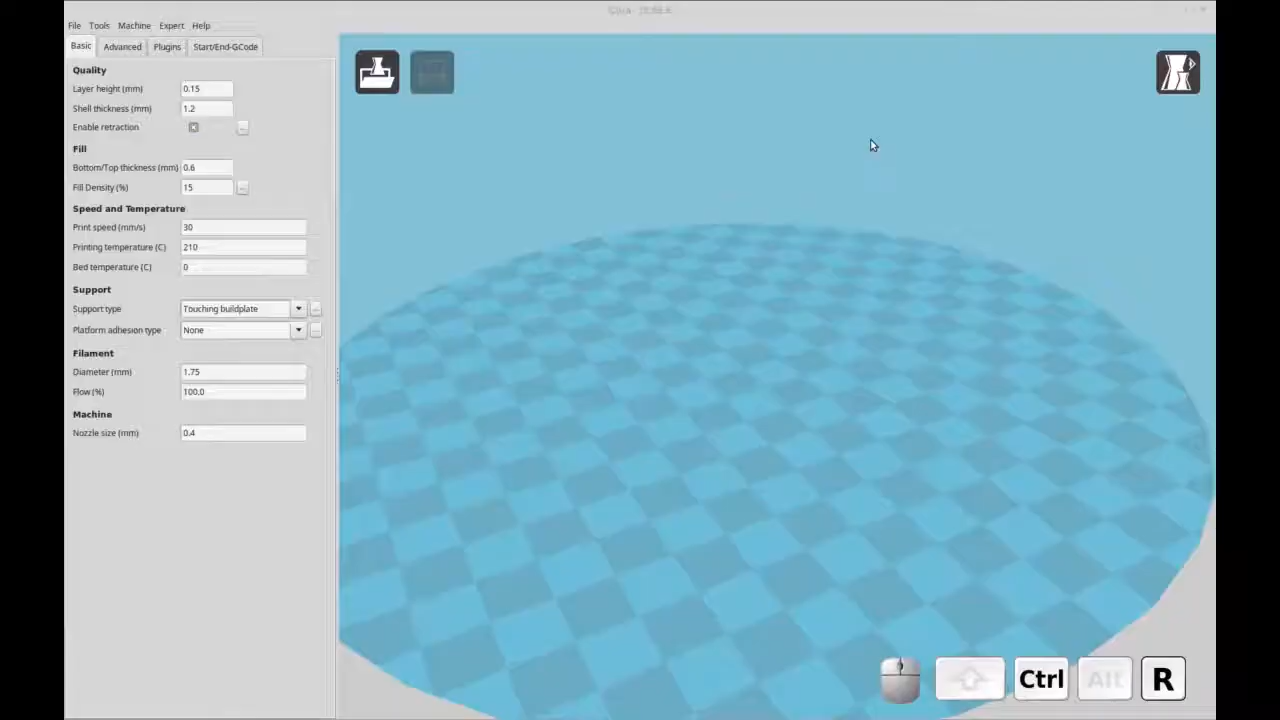 File Tools Machine Expert Help
Basic Advanced Plugins Start/End-GCode
Quality
Layer height (mm) 0.15
Shell thickness (mm) 1.2
Enable retraction ...
Fill
Bottom/Top thickness (mm) 0.6
Fill Density (%) 15 ...
Speed and Temperature
Print speed (mm/s) 30
Printing temperature (C) 210
Bed temperature (C) 0
Support
Support type Touching buildplate ...
Platform adhesion type None ...
Filament
Diameter (mm) 1.75
Flow (%) 100.0
Machine
Nozzle size (mm) 0.4
Ctrl Alt R